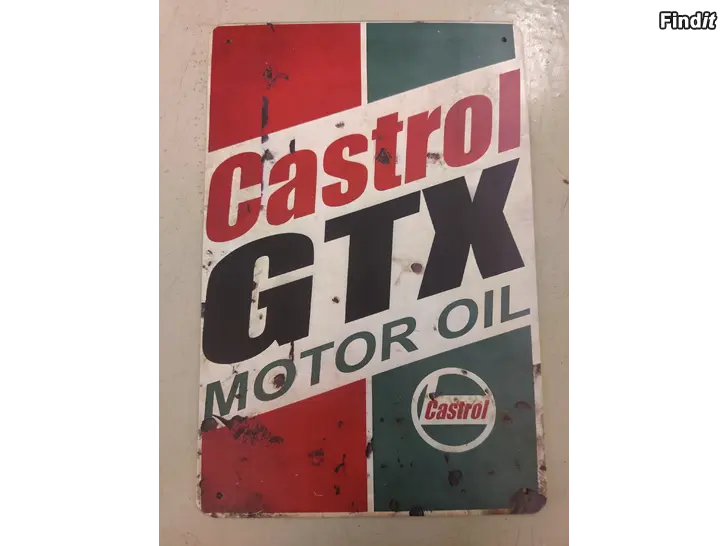 Findit
Castrol
GTX
MOTOR OIL
Castrol